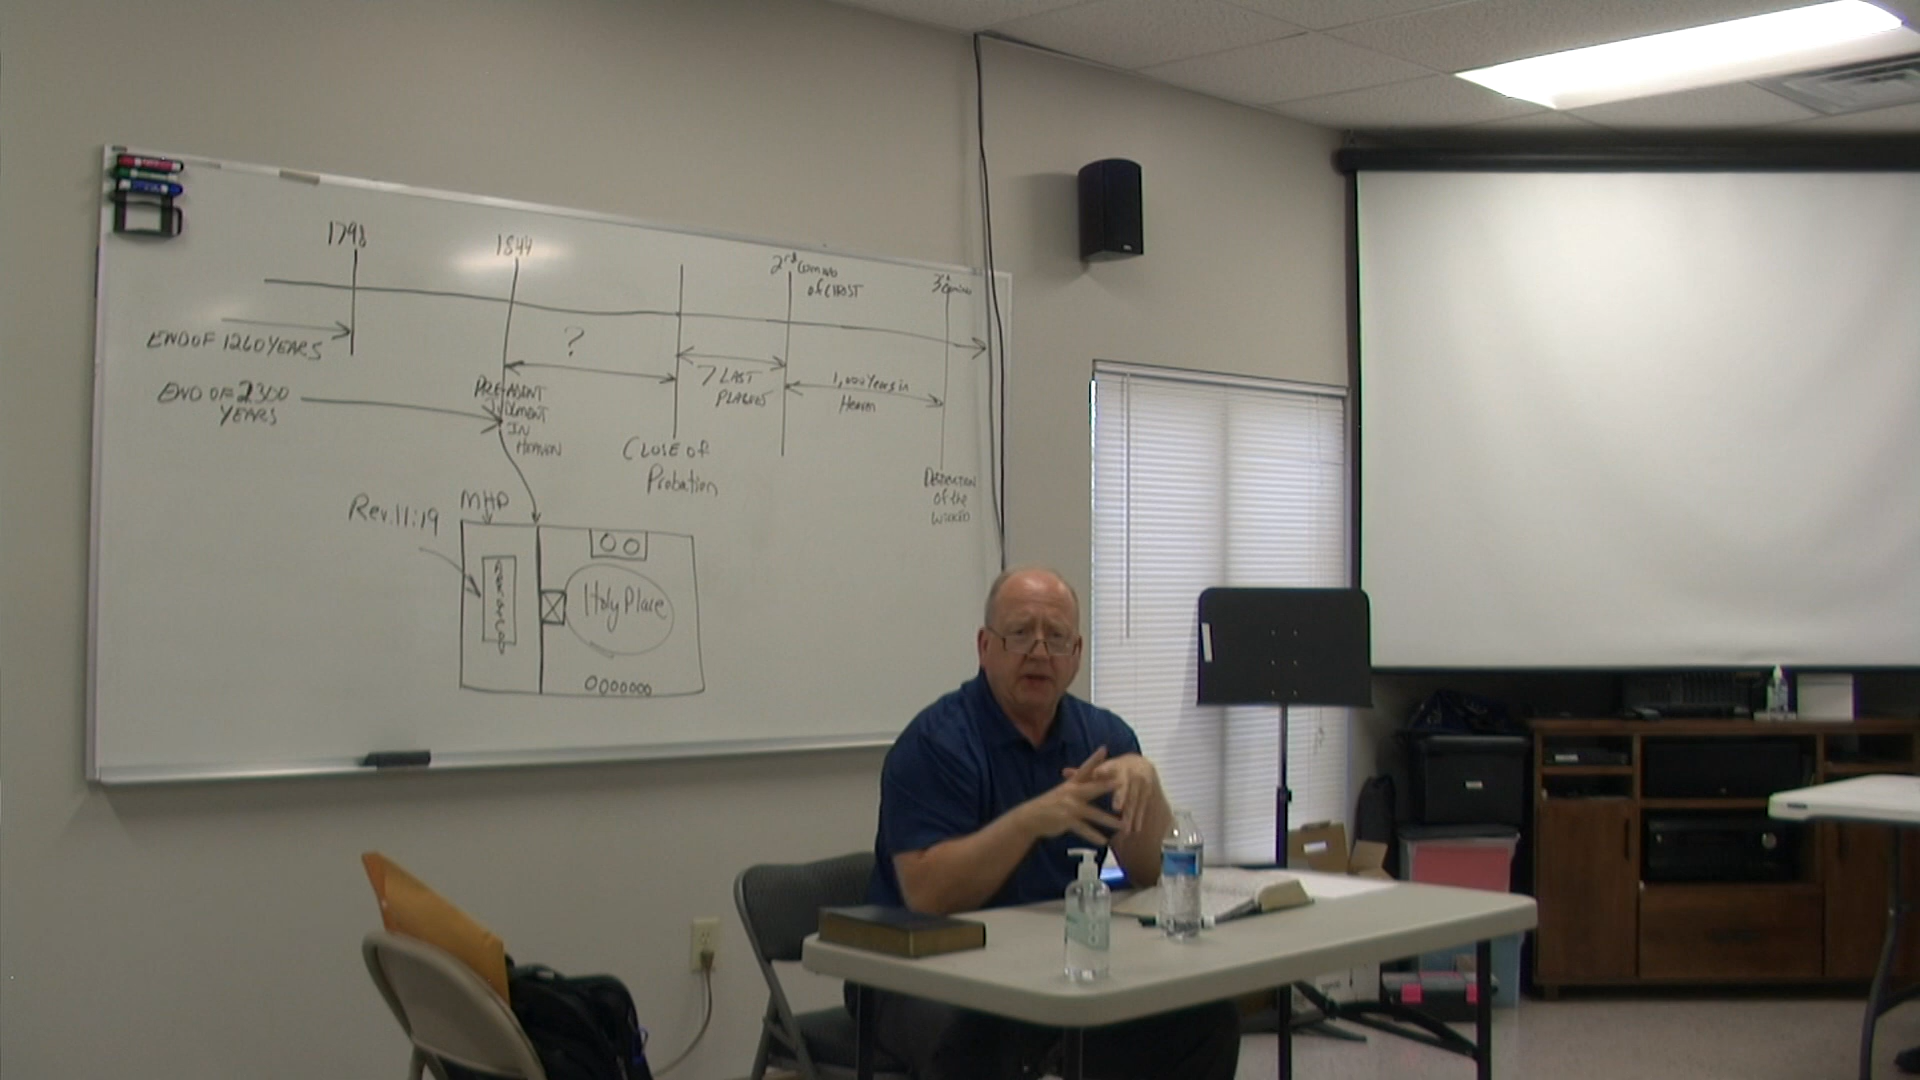 1798
1844
2nd Coming
of CHRIST
3rd Coming
END OF 1260 YEARS
?
7 LAST
PLAGUES
1,000 Years in
Heaven
END OF 2300
YEARS
PRE-ADENT
JUDMENT
IN
HEAVEN
CLOSE of
Probation
DESTRUCTION
of the
WICKED
Rev. 11:19
MHP
Holy Place